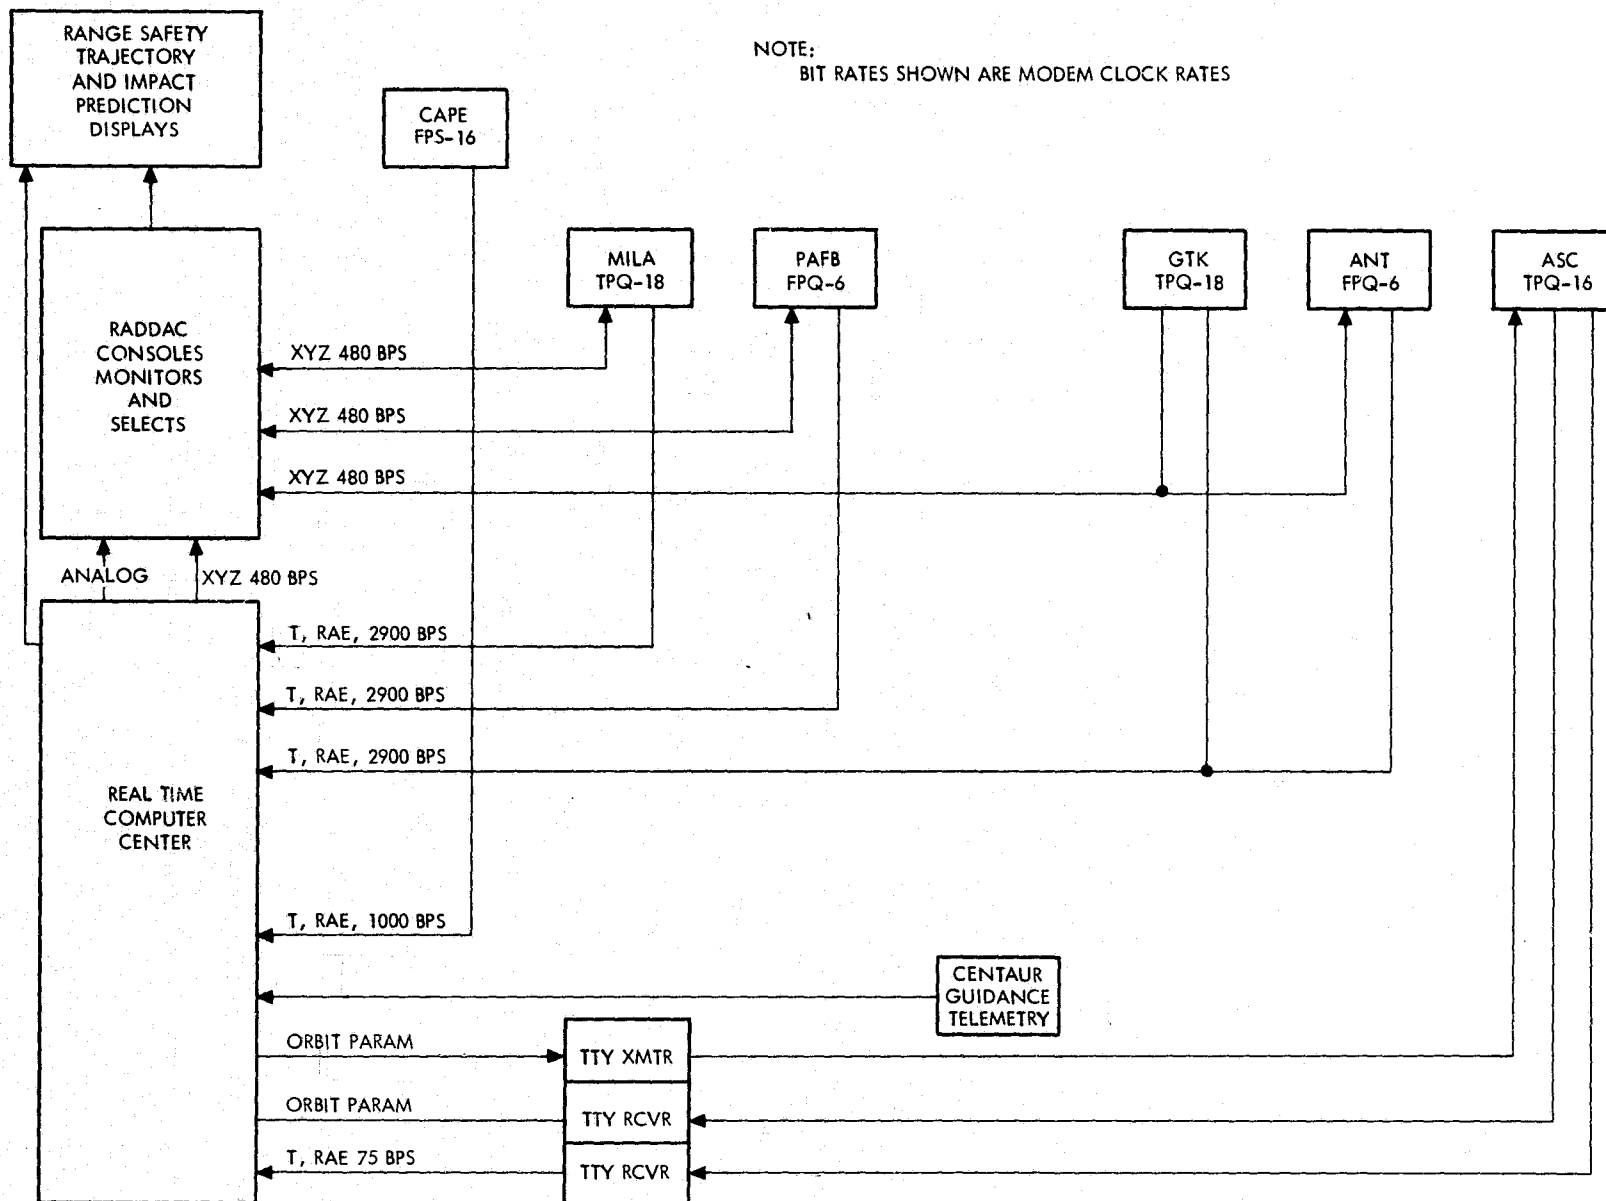 RANGE SAFETY
TRAJECTORY
AND IMPACT
PREDICTION
DISPLAYS
NOTE:
BIT RATES SHOWN ARE MODEM CLOCK RATES
CAPE
FPS-16
MILA
TPQ-18
PAFB
FPQ-6
GTK
TPQ-18
ANT
FPQ-6
ASC
TPQ-16
RADDAC
CONSOLES
MONITORS
AND
SELECTS
XYZ 480 BPS
XYZ 480 BPS
XYZ 480 BPS
ANALOG
XYZ 480 BPS
T, RAE, 2900 BPS
T, RAE, 2900 BPS
T, RAE, 2900 BPS
REAL TIME
COMPUTER
CENTER
T, RAE, 1000 BPS
CENTAUR
GUIDANCE
TELEMETRY
ORBIT PARAM
TTY XMTR
ORBIT PARAM
TTY RCVR
T, RAE 75 BPS
TTY RCVR